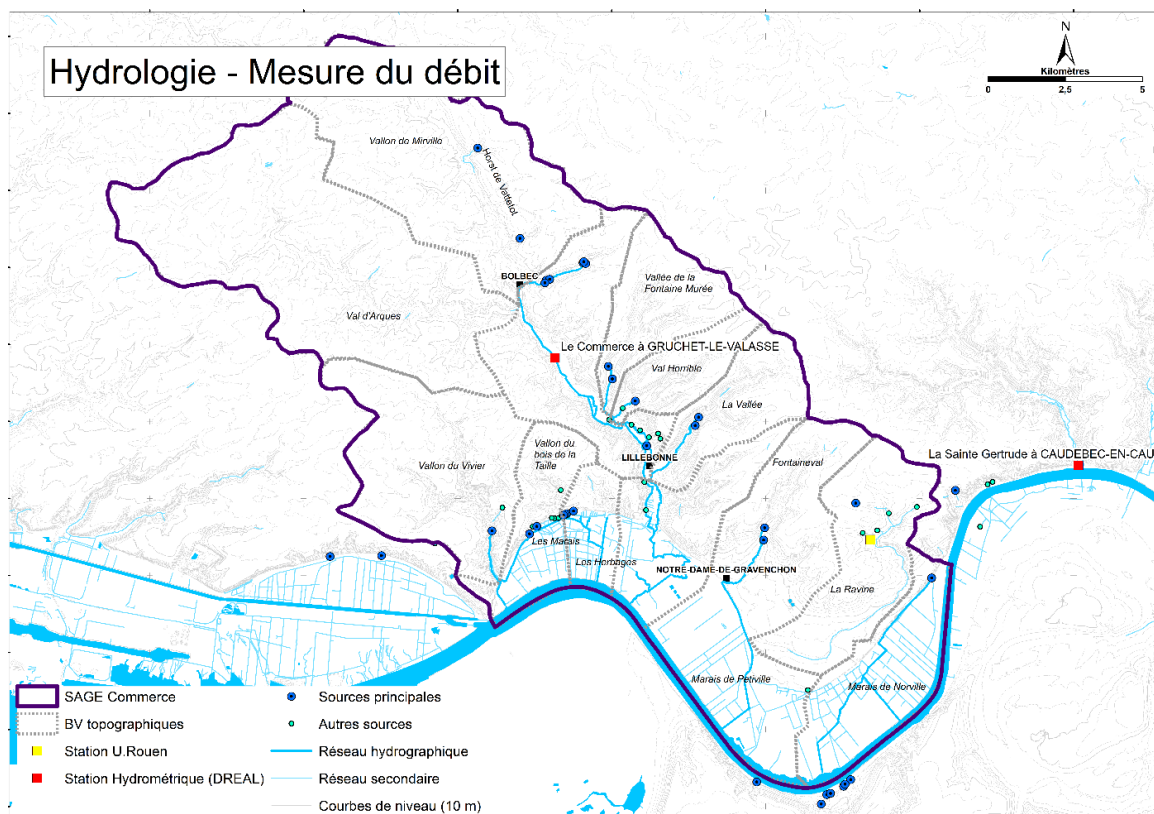 Hydrologie - Mesure du débit
N
Kilomètres
0 2,5 5
Vallon de Mirville
Horst de Vattetot
BOLBEC
Vallée de la
Fontaine Murée
Val d'Arques
Le Commerce à GRUCHET-LE-VALASSE
Val Horrible
La Vallée
Vallon du
bois de la
Taille
Vallon du Vivier
LILLEBONNE
Fontaineval
La Sainte Gertrude à CAUDEBEC-EN-CAU
Les Marais
Les Herbages
NOTRE-DAME-DE-GRAVENCHON
La Ravine
Marais de Petiville
Marais de Norville
SAGE Commerce
BV topographiques
Station U.Rouen
Station Hydrométrique (DREAL)
Sources principales
Autres sources
Réseau hydrographique
Réseau secondaire
Courbes de niveau (10 m)